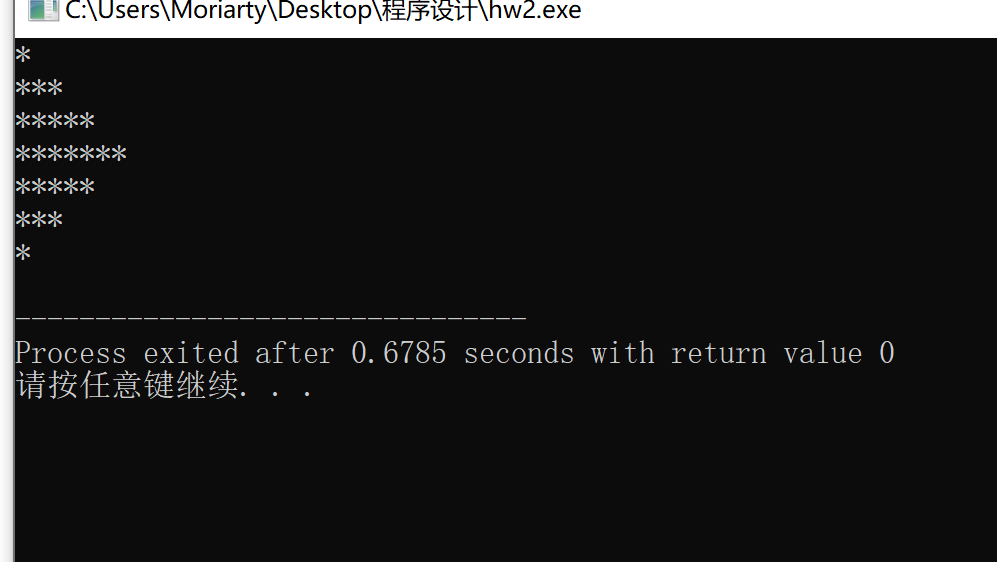 C:\Users\Moriarty\Desktop\程序设计\hw2.exe
*
***
*****
*******
*****
***
*
--------------------------------
Process exited after 0.6785 seconds with return value 0
请按任意键继续. . .